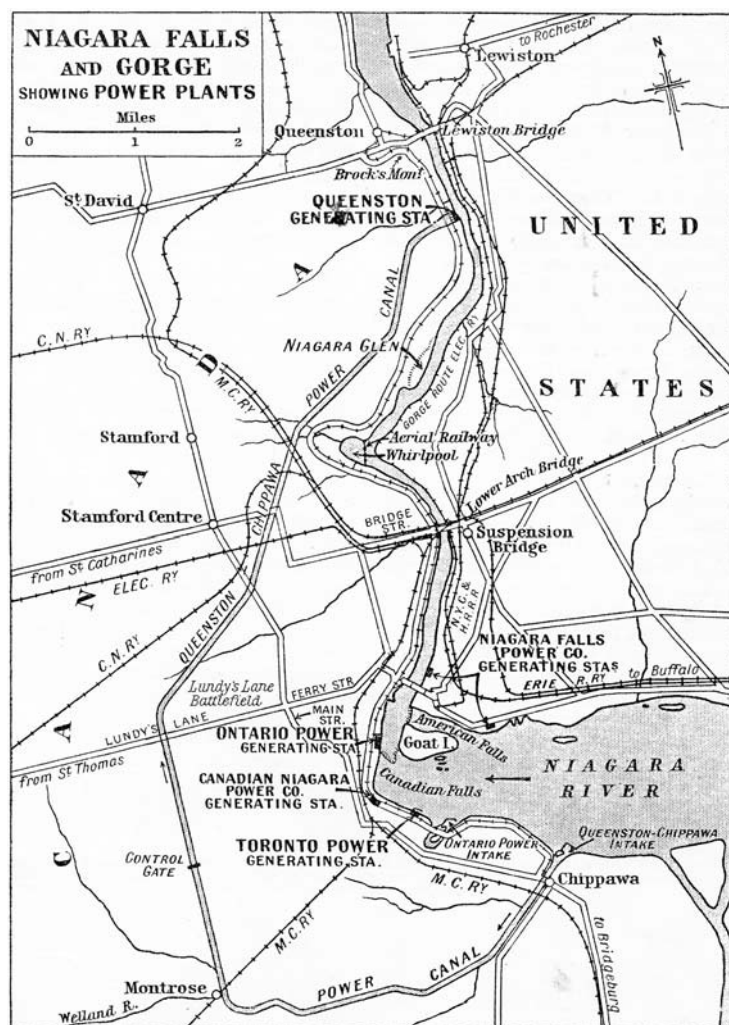 NIAGARA FALLS
AND GORGE
SHOWING POWER PLANTS
Miles
0 1 2
to Rochester
Lewiston
N
Queenston
Lewiston Bridge
Brock's Mont.
St. David
QUEENSTON
GENERATING STA.
UNITED
STATES
CANADA
C.N. RY
M.C. RY
NIAGARA GLEN
GORGE ROUTE ELEC. RY
QUEENSTON CHIPPAWA POWER CANAL
Stamford
Aerial Railway
Whirlpool
Lower Arch Bridge
Stamford Centre
BRIDGE
STR.
Suspension
Bridge
from St Catharines
ELEC. RY
N.Y.C. &
H.R.R.R
C.N. RY
NIAGARA FALLS
POWER CO.
GENERATING STAS
ERIE R. RY
to Buffalo
Lundy's Lane
Battlefield
FERRY STR.
MAIN
STR.
LUNDY'S LANE
from St Thomas
ONTARIO POWER
GENERATING STA.
American Falls
Goat I.
Canadian Falls
NIAGARA
RIVER
CANADIAN NIAGARA
POWER CO.
GENERATING STA.
TORONTO POWER
GENERATING STA.
ONTARIO POWER
INTAKE
QUEENSTON-CHIPPAWA
INTAKE
CONTROL
GATE
M.C. RY
Chippawa
M.C. RY
to Bridgeburg
Montrose
POWER CANAL
Welland R.